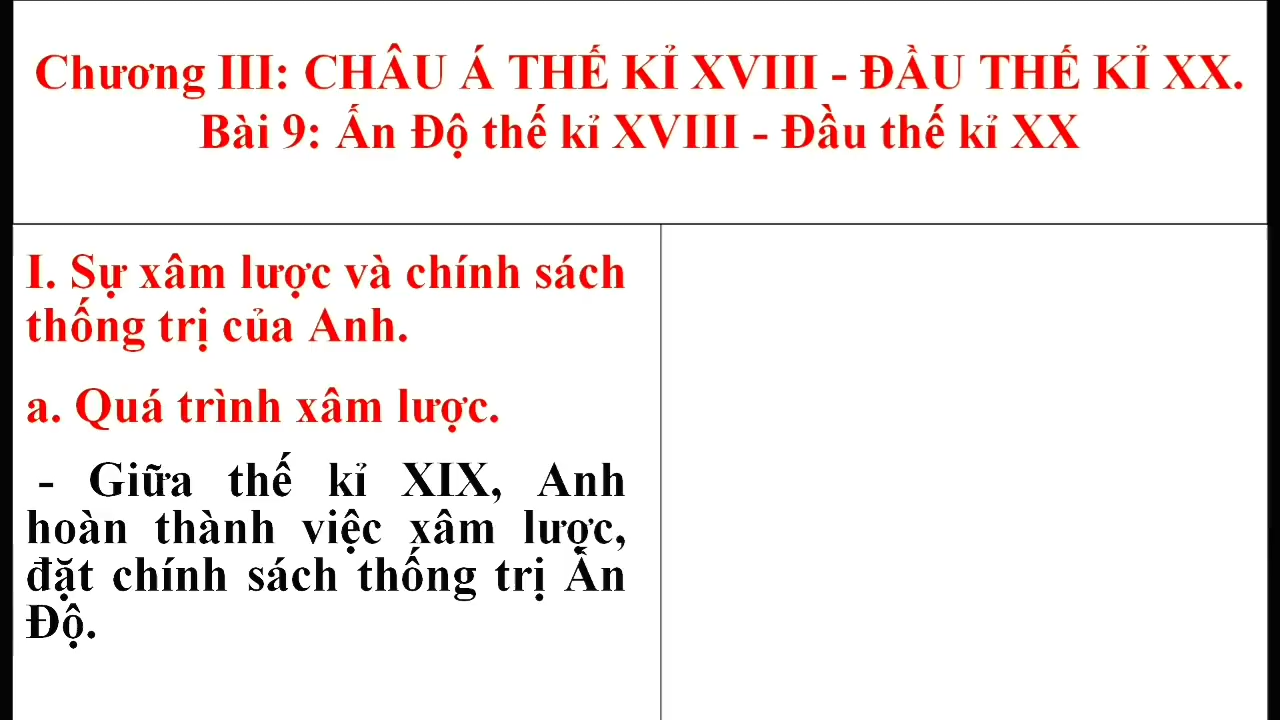 Chương III: CHÂU Á THẾ KỈ XVIII - ĐẦU THẾ KỈ XX.
Bài 9: Ấn Độ thế kỉ XVIII - Đầu thế kỉ XX
I. Sự xâm lược và chính sách
thống trị của Anh.
a. Quá trình xâm lược.
- Giữa thế kỉ XIX, Anh
hoàn thành việc xâm lược,
đặt chính sách thống trị Ấn
Độ.